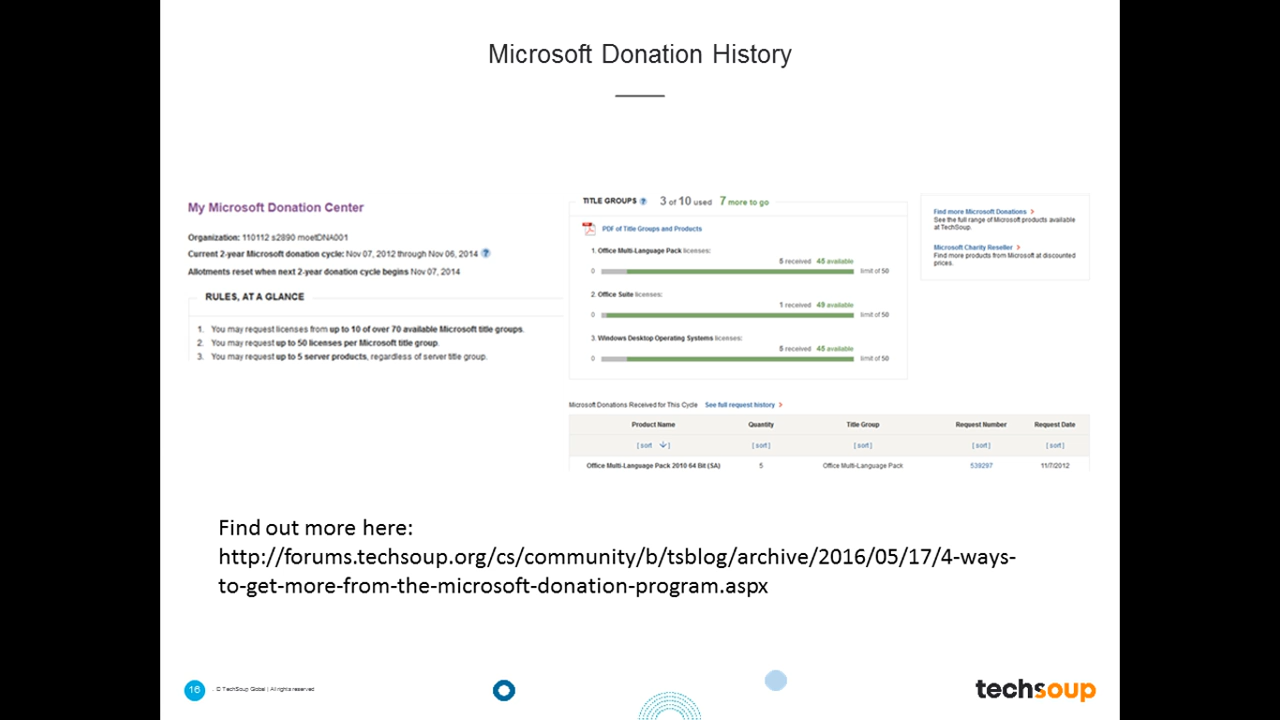 Microsoft Donation History
My Microsoft Donation Center
Organization: 110112 s2890 moetDNA001
Current 2-year Microsoft donation cycle: Nov 07, 2012 through Nov 06, 2014 ?
Allotments reset when next 2-year donation cycle begins Nov 07, 2014
RULES, AT A GLANCE
1. You may request licenses from up to 10 of over 70 available Microsoft title groups.
2. You may request up to 50 licenses per Microsoft title group.
3. You may request up to 5 server products, regardless of server title group.
TITLE GROUPS ? 3 of 10 used 7 more to go
PDF of Title Groups and Products
1. Office Multi-Language Pack licenses:
5 received 45 available
0 limit of 50
2. Office Suite licenses:
1 received 49 available
0 limit of 50
3. Windows Desktop Operating Systems licenses:
5 received 45 available
0 limit of 50
Find more Microsoft Donations >
See the full range of Microsoft products available
at TechSoup.
Microsoft Charity Reseller >
Find more products from Microsoft at discounted
prices.
Microsoft Donations Received for This Cycle See full request history >
Product Name Quantity Title Group Request Number Request Date
[ sort ] [sort] [sort] [sort] [sort]
Office Multi-Language Pack 2010 64 Bit (SA) 5 Office Multi-Language Pack 539297 11/7/2012
Find out more here:
http://forums.techsoup.org/cs/community/b/tsblog/archive/2016/05/17/4-ways-
to-get-more-from-the-microsoft-donation-program.aspx
16 . © TechSoup Global | All rights reserved
techsoup